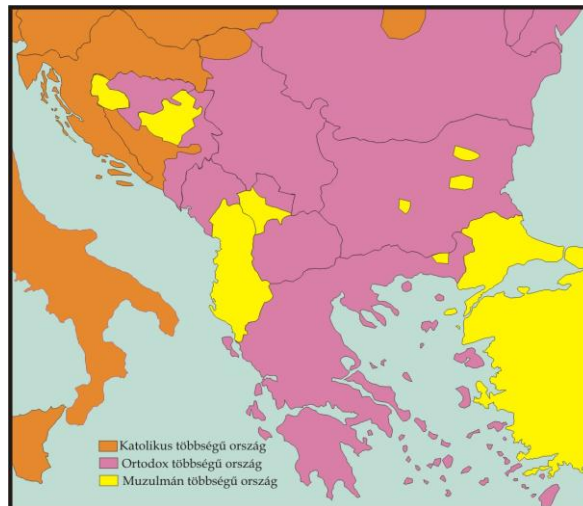 Katolikus többségű ország
Ortodox többségű ország
Muzulmán többségű ország